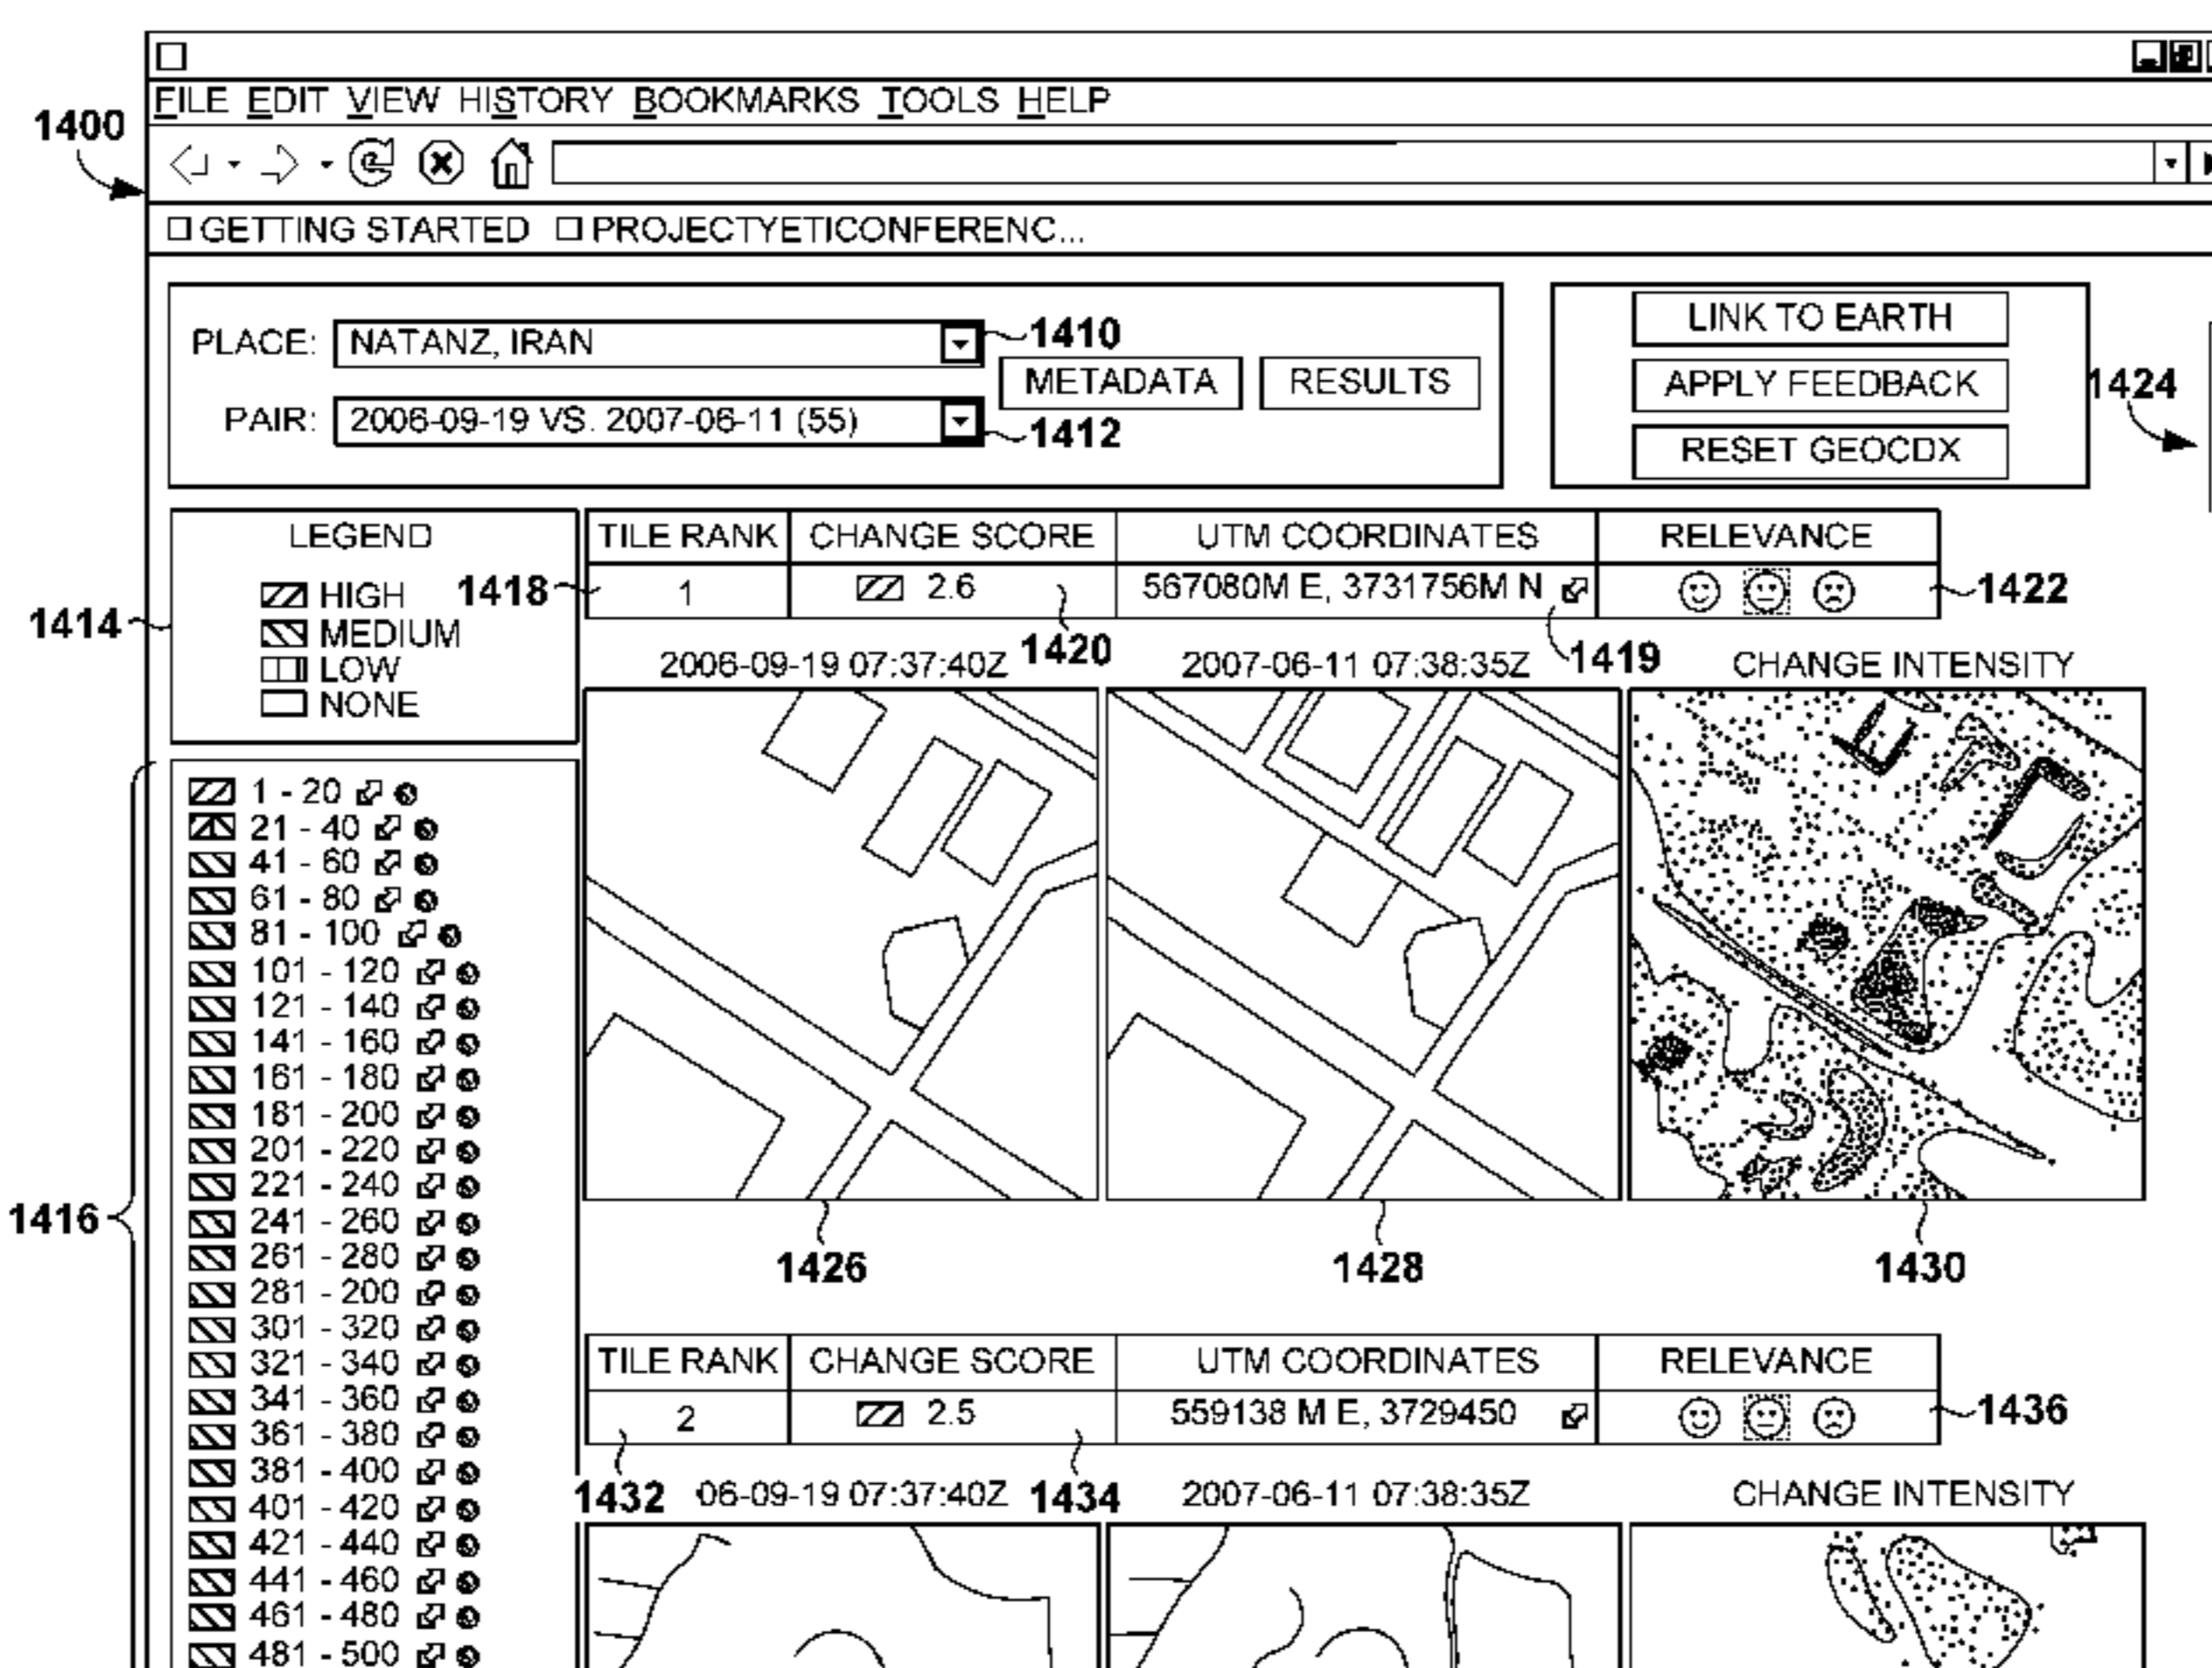 FILE EDIT VIEW HISTORY BOOKMARKS TOOLS HELP
1400
GETTING STARTED PROJECTYETICONFERENC...
PLACE: NATANZ, IRAN 1410
METADATA RESULTS
PAIR: 2006-09-19 VS. 2007-06-11 (55) 1412
LINK TO EARTH
APPLY FEEDBACK
RESET GEOCDX
1424
LEGEND
HIGH
MEDIUM
LOW
NONE
1414
TILE RANK CHANGE SCORE UTM COORDINATES RELEVANCE
1418 1 2.6 567080M E, 3731756M N 1422
2006-09-19 07:37:40Z 1420 2007-06-11 07:38:35Z 1419 CHANGE INTENSITY
1 - 20
21 - 40
41 - 60
61 - 80
81 - 100
101 - 120
121 - 140
141 - 160
161 - 180
181 - 200
201 - 220
221 - 240
241 - 260
261 - 280
281 - 200
301 - 320
321 - 340
341 - 360
361 - 380
381 - 400
401 - 420
421 - 440
441 - 460
461 - 480
481 - 500
1416
1426 1428 1430
TILE RANK CHANGE SCORE UTM COORDINATES RELEVANCE
2 2.5 559138 M E, 3729450 1436
1432 06-09-19 07:37:40Z 1434 2007-06-11 07:38:35Z CHANGE INTENSITY